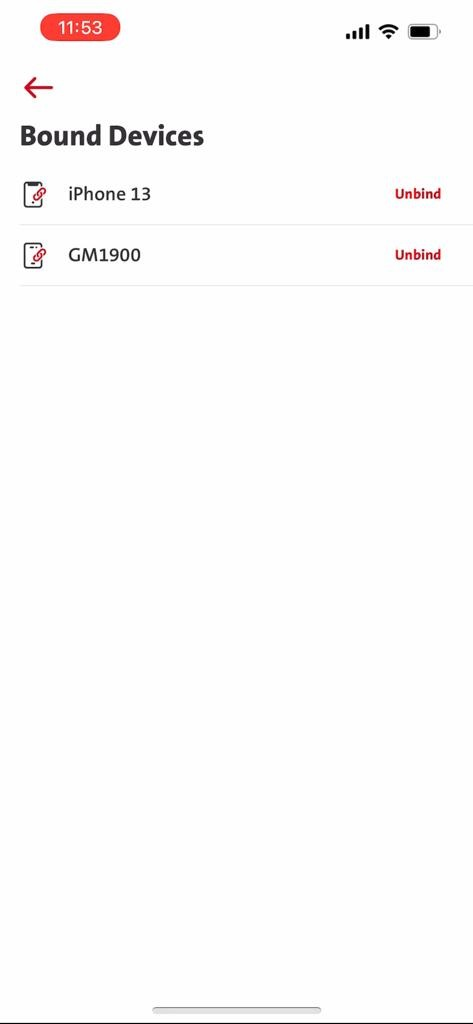 11:53
Bound Devices
iPhone 13 Unbind
GM1900 Unbind